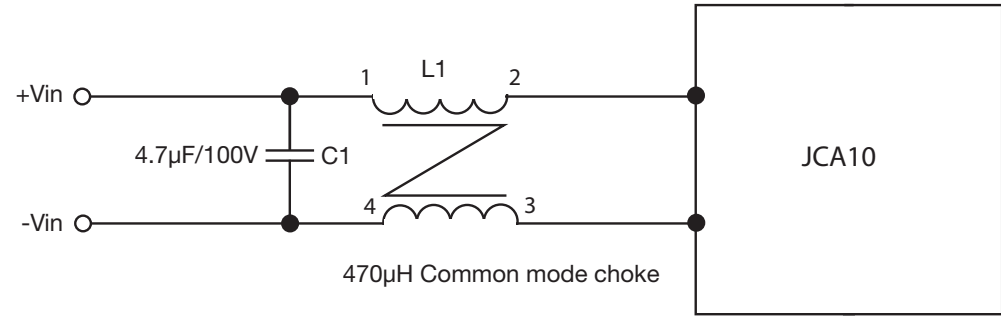 L1
1
2
+Vin
4.7µF/100V
C1
JCA10
4
3
-Vin
470µH Common mode choke